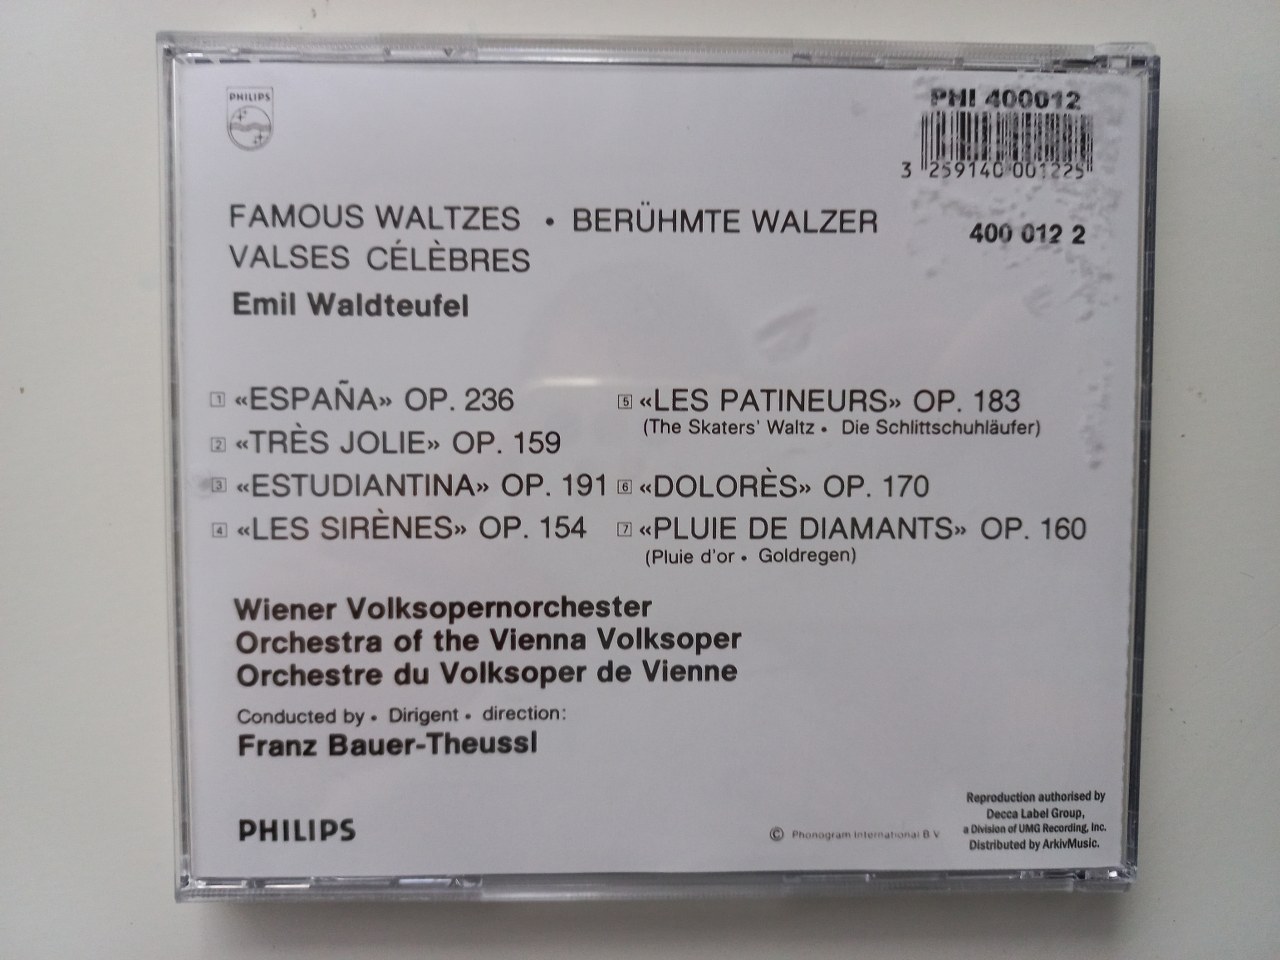 PHILIPS
PHI 400012
3 259140 001225
FAMOUS WALTZES • BERÜHMTE WALZER
400 012 2
VALSES CÉLÈBRES
Emil Waldteufel
1 «ESPAÑA» OP. 236
2 «TRÈS JOLIE» OP. 159
3 «ESTUDIANTINA» OP. 191
4 «LES SIRÈNES» OP. 154
5 «LES PATINEURS» OP. 183
(The Skaters' Waltz • Die Schlittschuhläufer)
6 «DOLORÈS» OP. 170
7 «PLUIE DE DIAMANTS» OP. 160
(Pluie d'or • Goldregen)
Wiener Volksopernorchester
Orchestra of the Vienna Volksoper
Orchestre du Volksoper de Vienne
Conducted by • Dirigent • direction:
Franz Bauer-Theussl
PHILIPS
© Phonogram International B.V.
Reproduction authorised by
Decca Label Group,
a Division of UMG Recording, Inc.
Distributed by ArkivMusic.